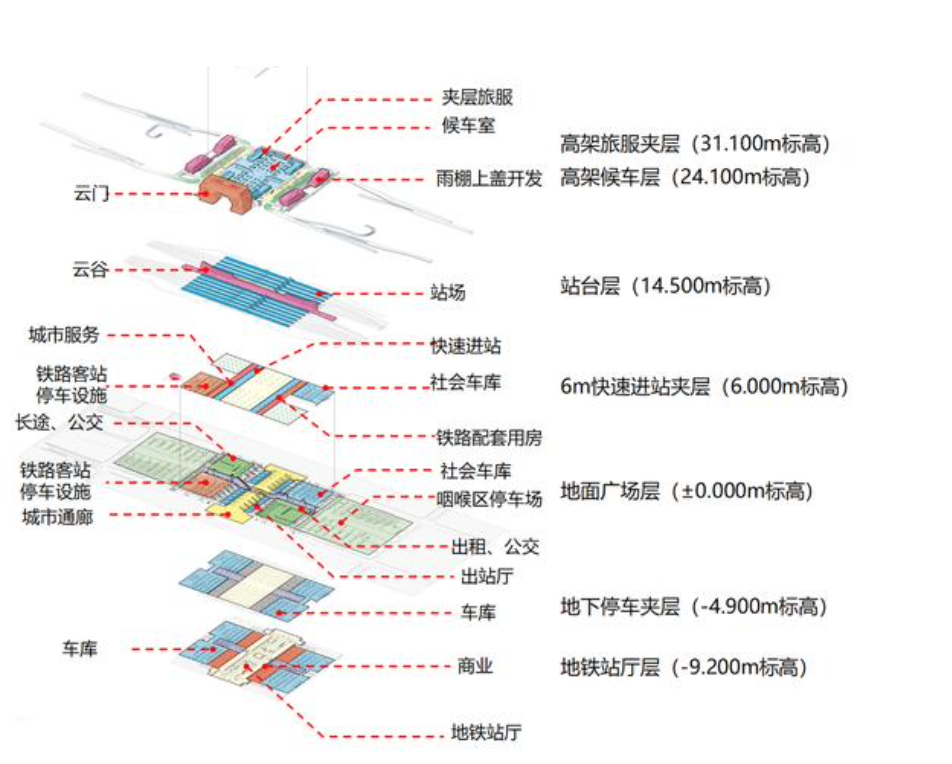 夹层旅服
候车室
高架旅服夹层（31.100m标高）
雨棚上盖开发
高架候车层（24.100m标高）
云门
云谷
站场
站台层（14.500m标高）
城市服务
快速进站
铁路客站
停车设施
社会车库
6m快速进站夹层（6.000m标高）
长途、公交
铁路配套用房
铁路客站
停车设施
社会车库
咽喉区停车场
地面广场层（±0.000m标高）
城市通廊
出租、公交
出站厅
车库
地下停车夹层（-4.900m标高）
车库
商业
地铁站厅层（-9.200m标高）
地铁站厅